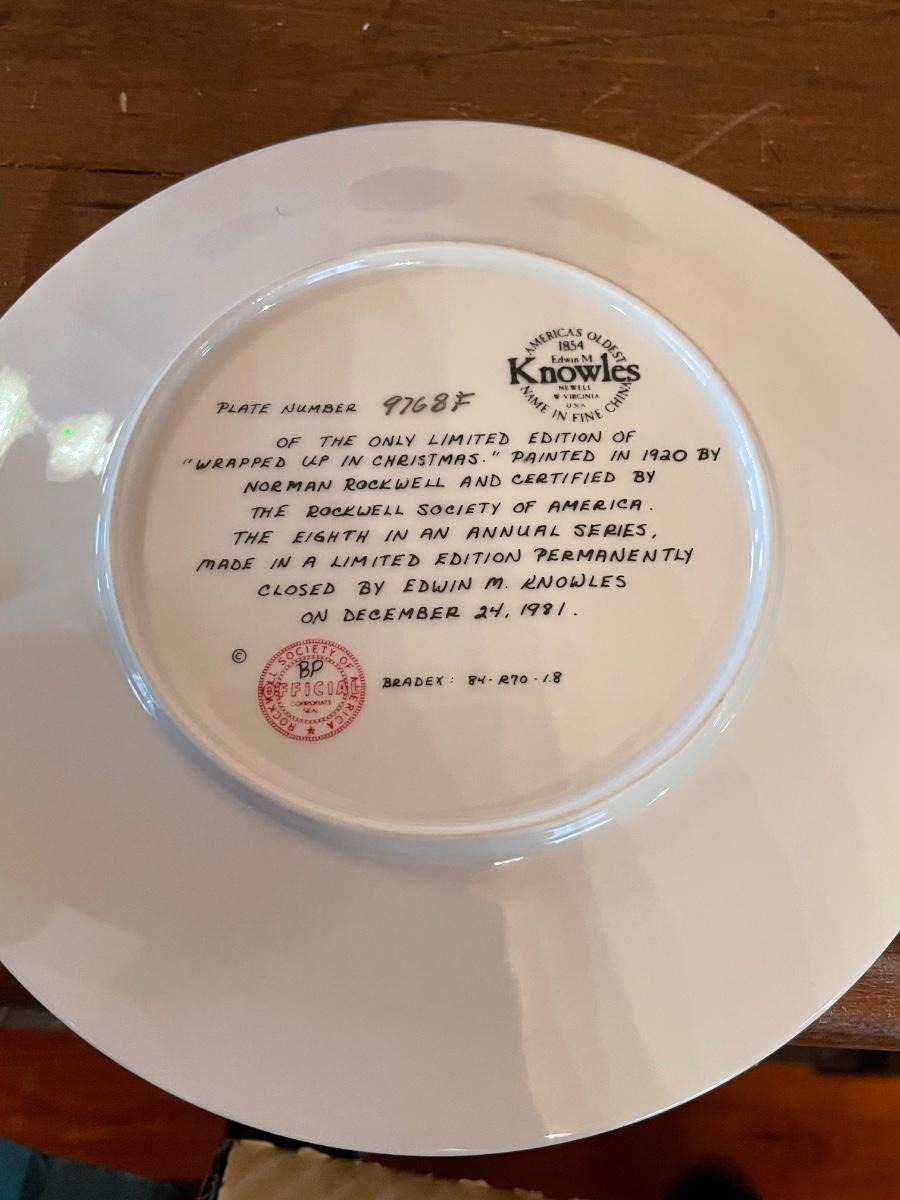 AMERICA'S OLDEST
1854
Edwin M.
Knowles
NEWELL
W VIRGINIA
U S A
NAME IN FINE CHINA
PLATE NUMBER 9768F
OF THE ONLY LIMITED EDITION OF
"WRAPPED UP IN CHRISTMAS." PAINTED IN 1920 BY
NORMAN ROCKWELL AND CERTIFIED BY
THE ROCKWELL SOCIETY OF AMERICA.
THE EIGHTH IN AN ANNUAL SERIES,
MADE IN A LIMITED EDITION PERMANENTLY
CLOSED BY EDWIN M. KNOWLES
ON DECEMBER 24, 1981.
©
ROCKWELL SOCIETY OF AMERICA
BP
OFFICIAL
CORPORATE
SEAL
BRADEX: 84-R70-1.8